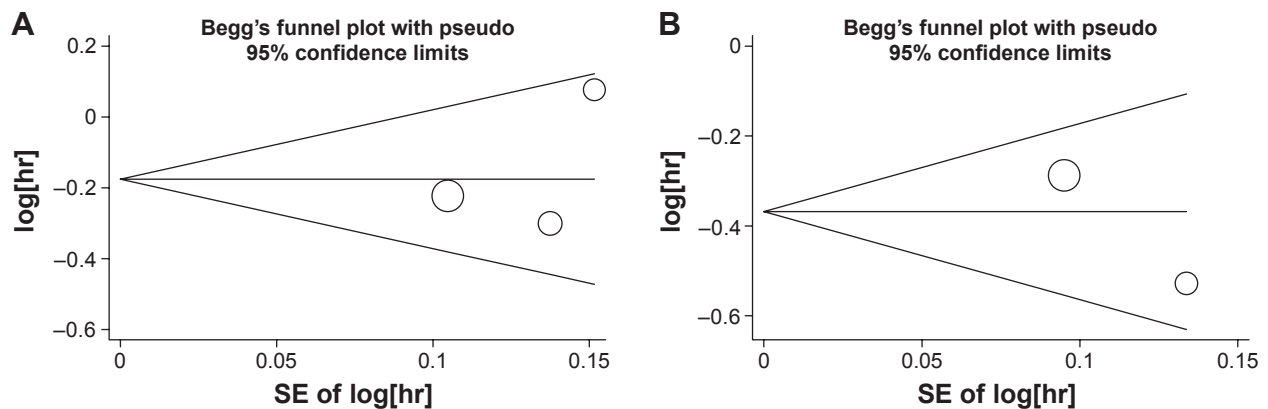 A
Begg’s funnel plot with pseudo
95% confidence limits
0.2
0
–0.2
–0.4
–0.6
log[hr]
0
0.05
0.1
0.15
SE of log[hr]
B
Begg’s funnel plot with pseudo
95% confidence limits
0
–0.2
–0.4
–0.6
log[hr]
0
0.05
0.1
0.15
SE of log[hr]